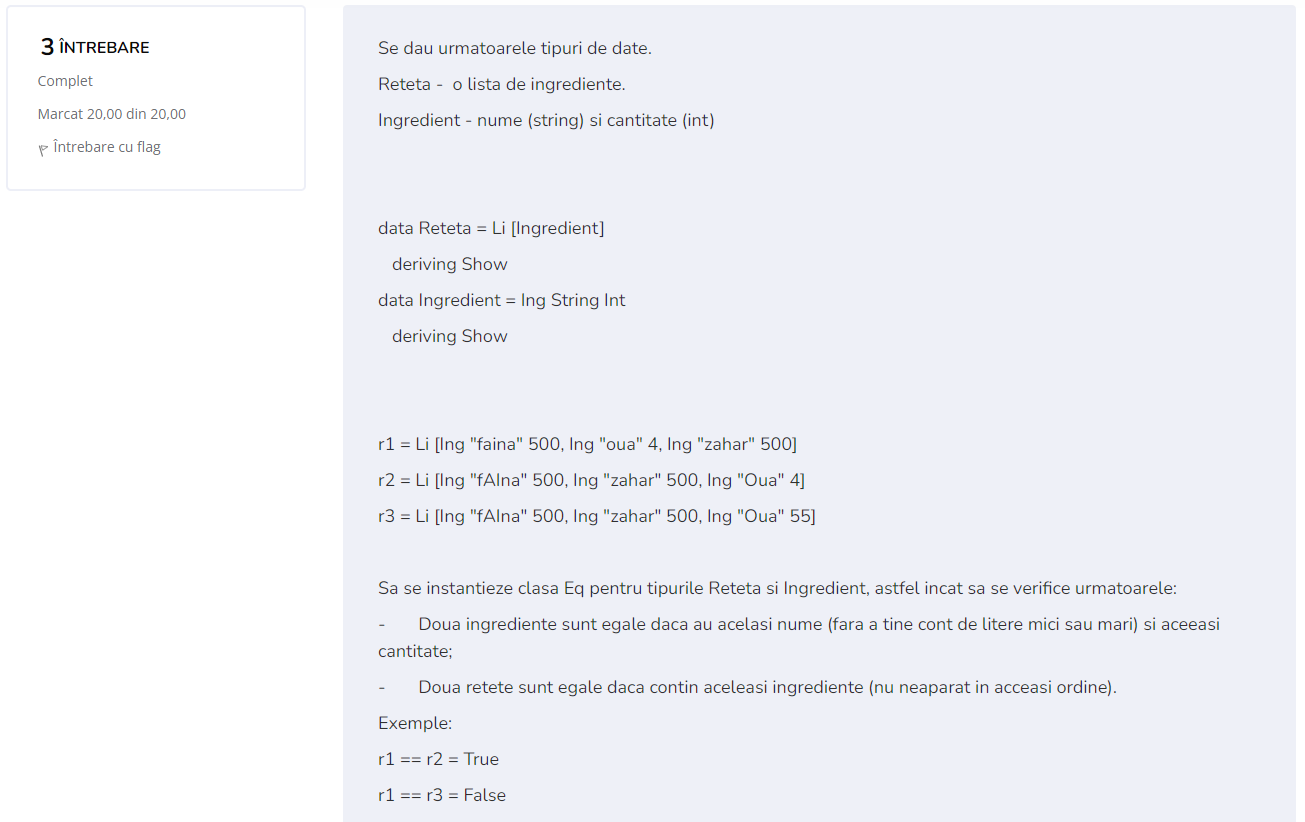 3 ÎNTREBARE
Complet
Marcat 20,00 din 20,00
Întrebare cu flag
Se dau urmatoarele tipuri de date.
Reteta - o lista de ingrediente.
Ingredient - nume (string) si cantitate (int)
data Reteta = Li [Ingredient]
deriving Show
data Ingredient = Ing String Int
deriving Show
r1 = Li [Ing "faina" 500, Ing "oua" 4, Ing "zahar" 500]
r2 = Li [Ing "fAIna" 500, Ing "zahar" 500, Ing "Oua" 4]
r3 = Li [Ing "fAIna" 500, Ing "zahar" 500, Ing "Oua" 55]
Sa se instantieze clasa Eq pentru tipurile Reteta si Ingredient, astfel incat sa se verifice urmatoarele:
- Doua ingrediente sunt egale daca au acelasi nume (fara a tine cont de litere mici sau mari) si aceeasi
cantitate;
- Doua retete sunt egale daca contin aceleasi ingrediente (nu neaparat in acceasi ordine).
Exemple:
r1 == r2 = True
r1 == r3 = False